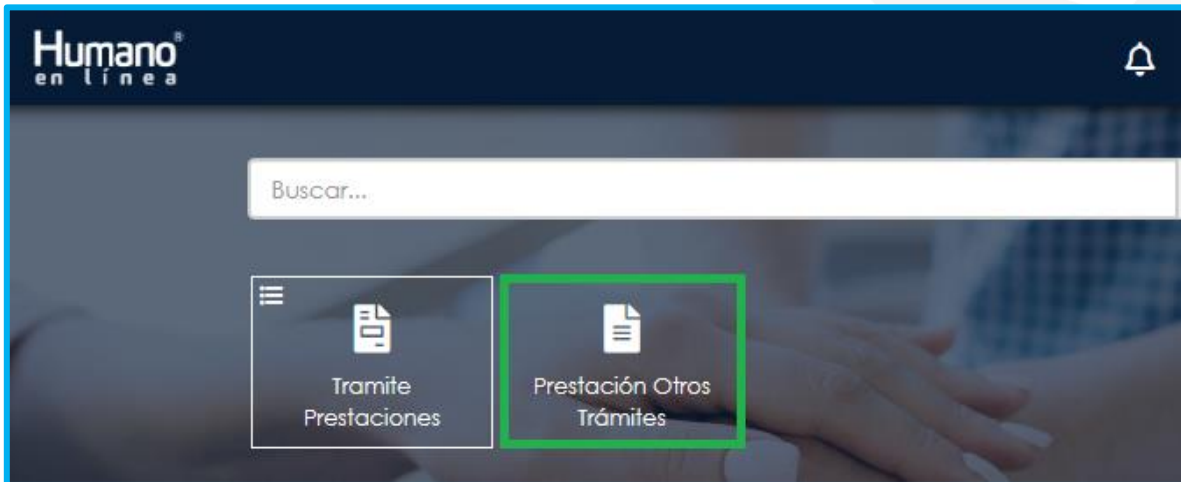 Humano®
en línea
Buscar...
Tramite
Prestaciones
Prestación Otros
Trámites